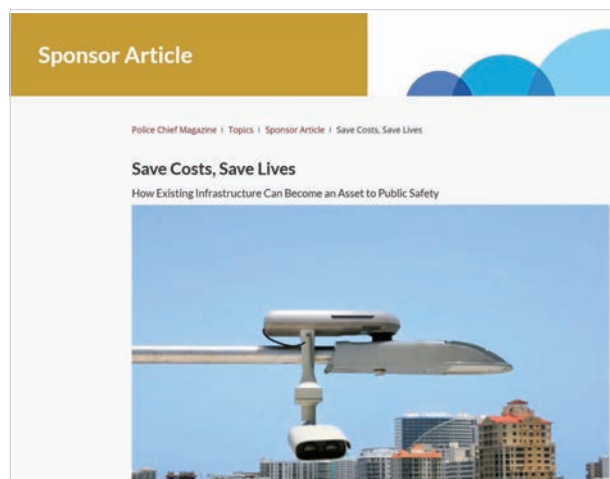 Sponsor Article
Police Chief Magazine | Topics | Sponsor Article | Save Costs, Save Lives
Save Costs, Save Lives
How Existing Infrastructure Can Become an Asset to Public Safety